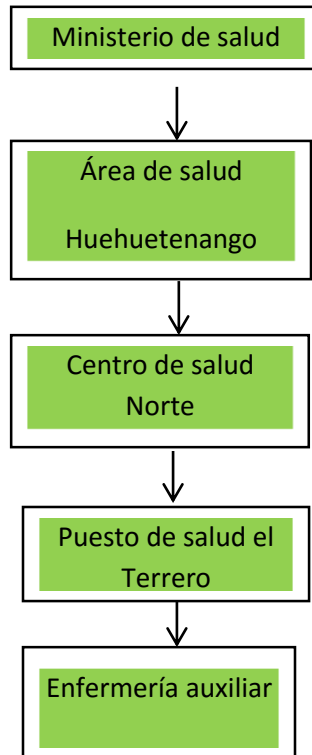 Ministerio de salud
Área de salud
Huehuetenango
Centro de salud
Norte
Puesto de salud el
Terrero
Enfermería auxiliar